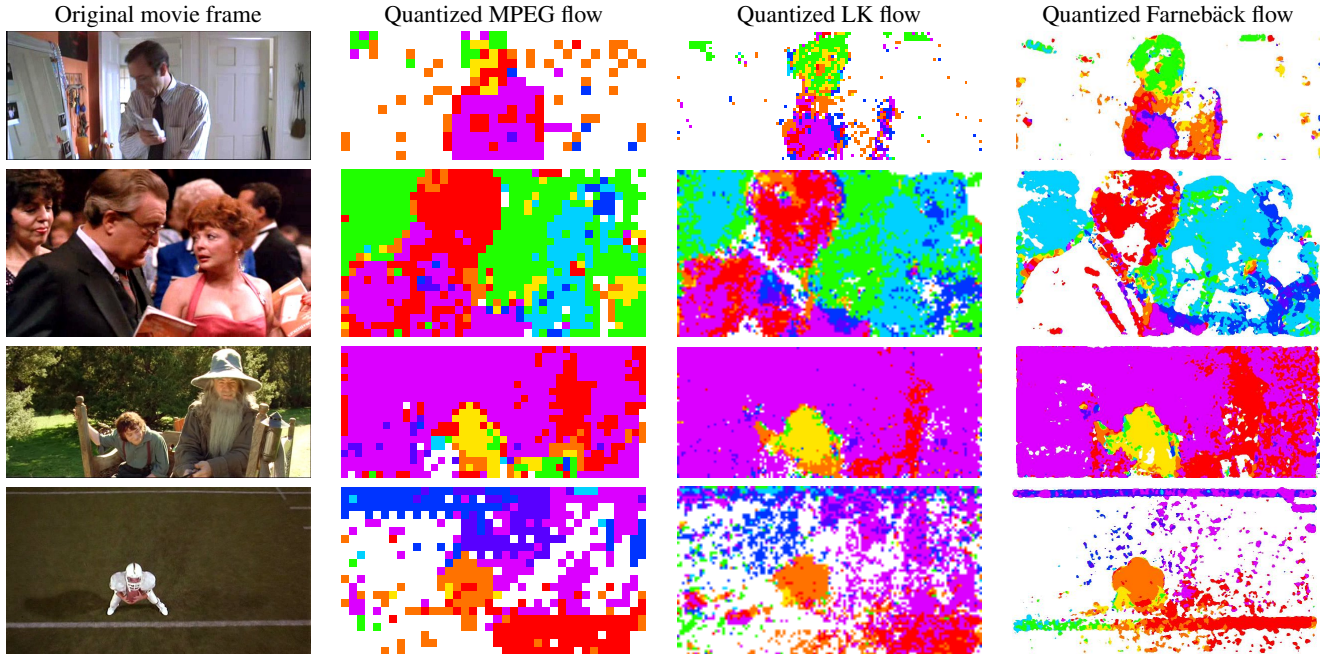 Original movie frame
Quantized MPEG flow
Quantized LK flow
Quantized Farnebäck flow